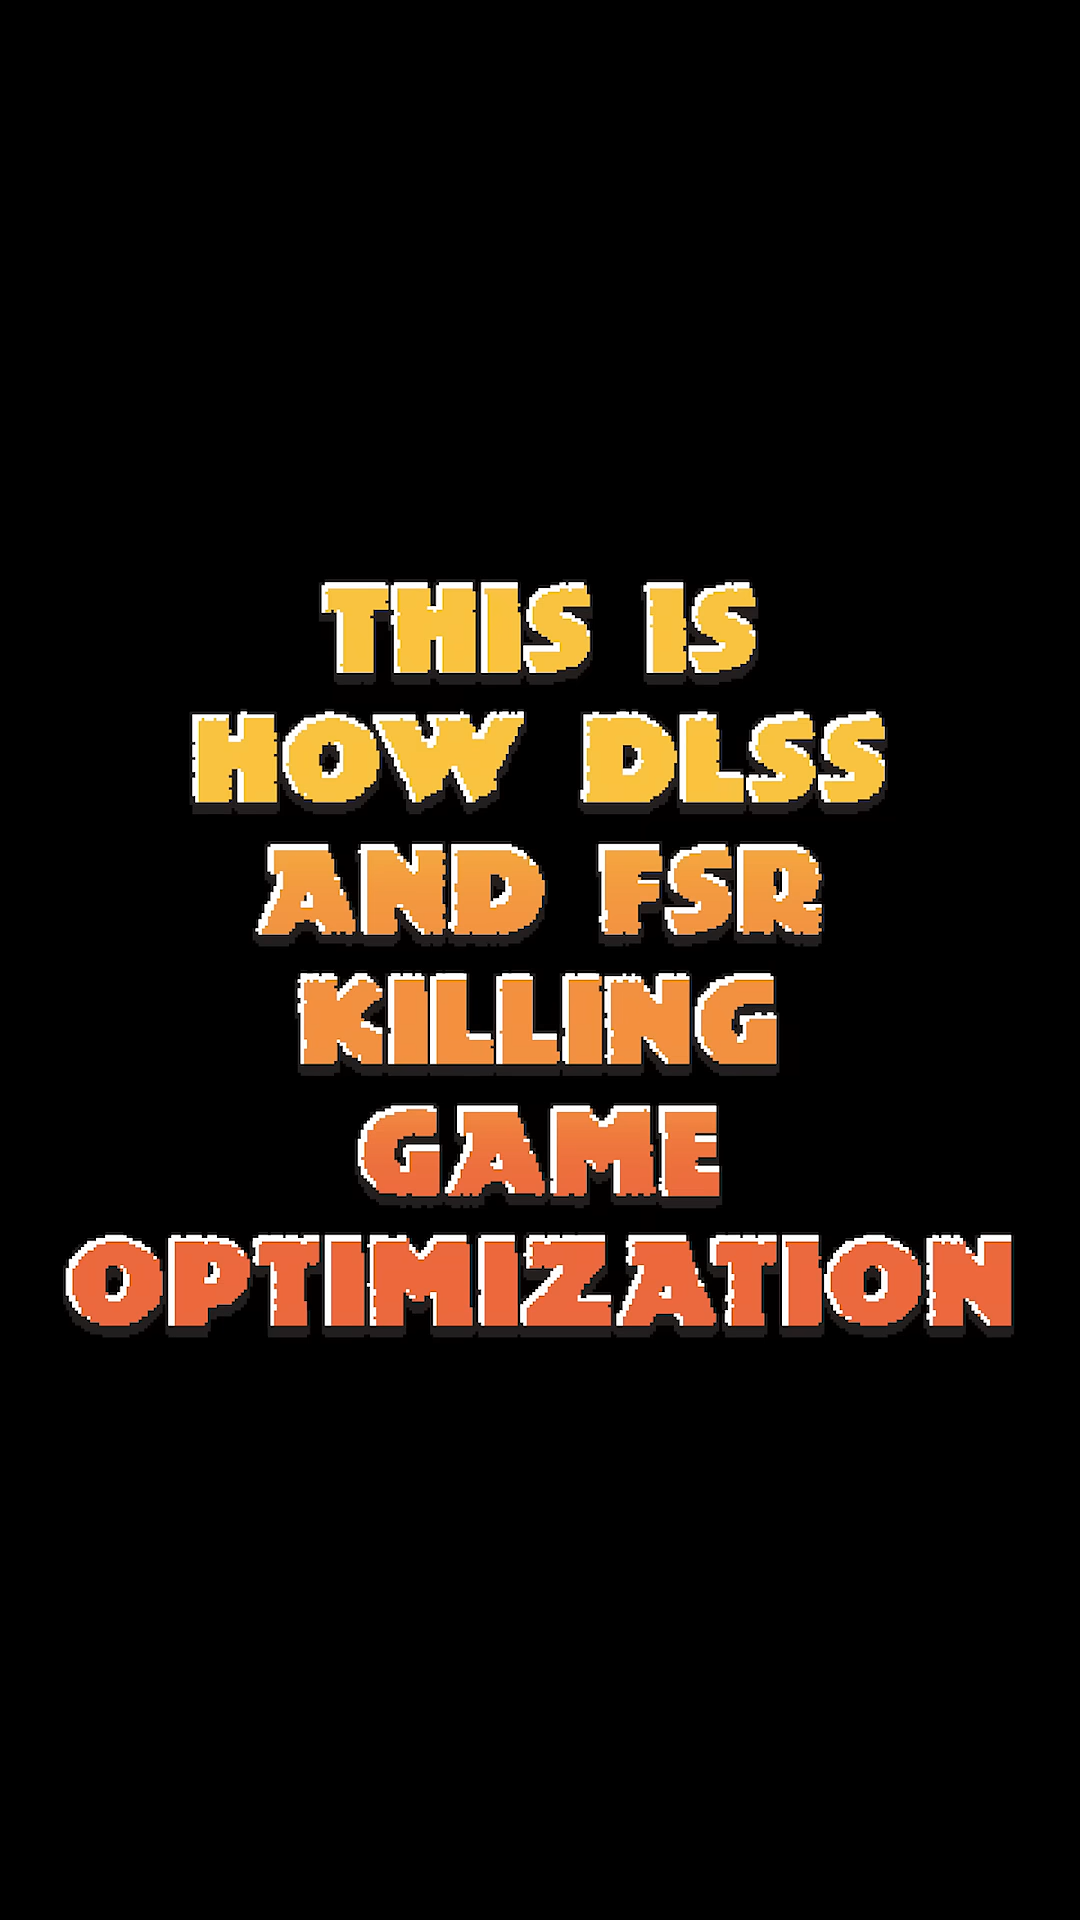 THIS IS
HOW DLSS
AND FSR
KILLING
GAME
OPTIMIZATION